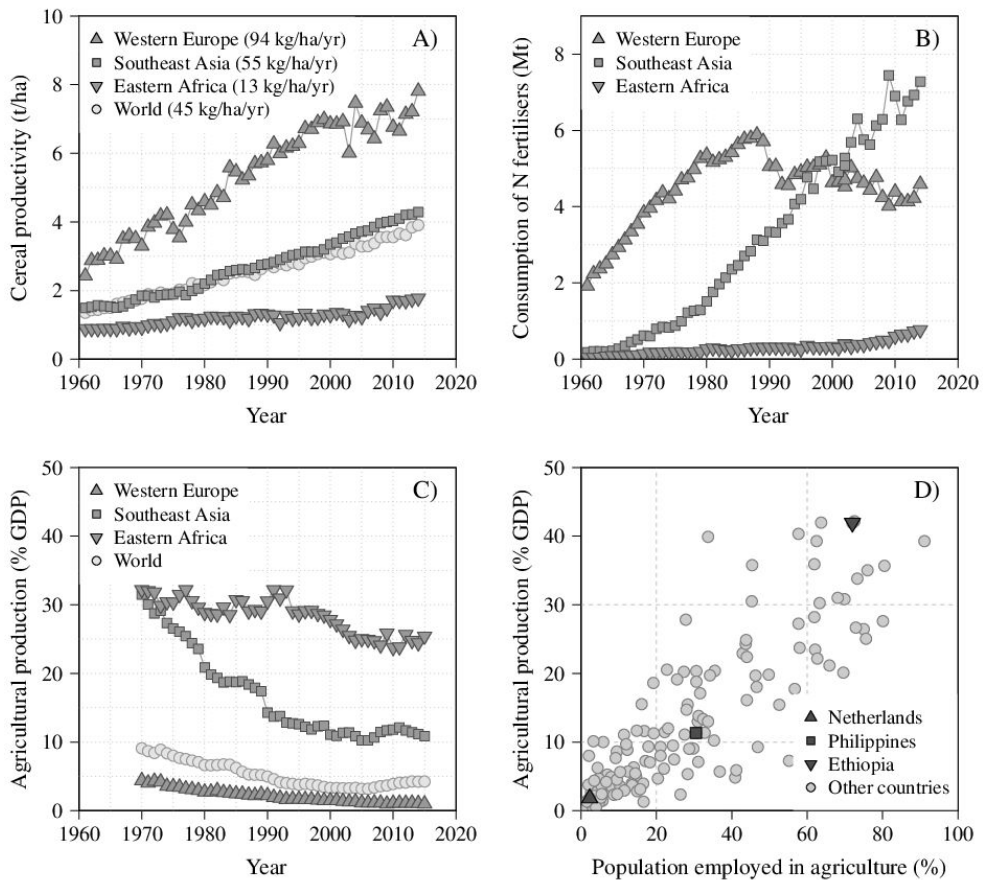 A)
Western Europe (94 kg/ha/yr)
Southeast Asia (55 kg/ha/yr)
Eastern Africa (13 kg/ha/yr)
World (45 kg/ha/yr)
Cereal productivity (t/ha)
10
8
6
4
2
0
1960 1970 1980 1990 2000 2010 2020
Year
B)
Western Europe
Southeast Asia
Eastern Africa
Consumption of N fertilisers (Mt)
8
6
4
2
0
1960 1970 1980 1990 2000 2010 2020
Year
C)
Western Europe
Southeast Asia
Eastern Africa
World
Agricultural production (% GDP)
50
40
30
20
10
0
1960 1970 1980 1990 2000 2010 2020
Year
D)
Agricultural production (% GDP)
50
40
30
20
10
0
Netherlands
Philippines
Ethiopia
Other countries
0 20 40 60 80 100
Population employed in agriculture (%)